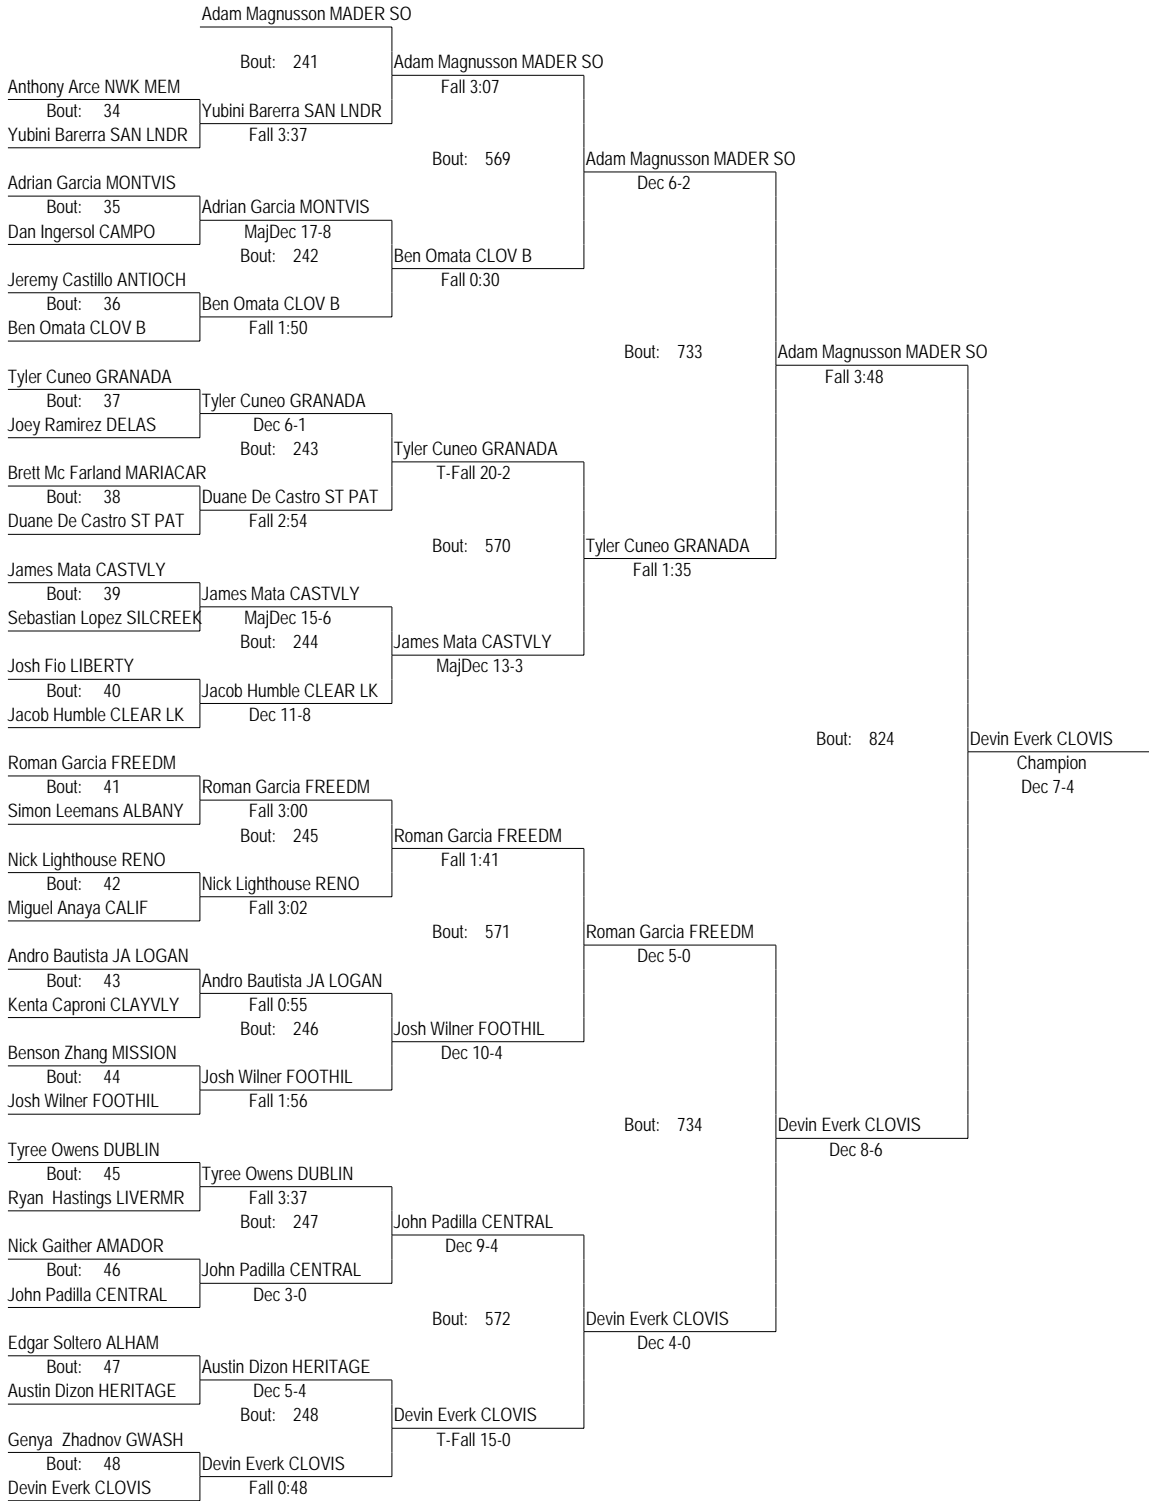 Adam Magnusson MADER SO
Bout: 241
Adam Magnusson MADER SO
Fall 3:07
Anthony Arce NWK MEM
Bout: 34
Yubini Barerra SAN LNDR
Yubini Barerra SAN LNDR
Fall 3:37
Bout: 569
Adam Magnusson MADER SO
Dec 6-2
Adrian Garcia MONTVIS
Bout: 35
Dan Ingersol CAMPO
Adrian Garcia MONTVIS
MajDec 17-8
Bout: 242
Ben Omata CLOV B
Fall 0:30
Jeremy Castillo ANTIOCH
Bout: 36
Ben Omata CLOV B
Ben Omata CLOV B
Fall 1:50
Bout: 733
Adam Magnusson MADER SO
Fall 3:48
Tyler Cuneo GRANADA
Bout: 37
Joey Ramirez DELAS
Tyler Cuneo GRANADA
Dec 6-1
Bout: 243
Tyler Cuneo GRANADA
T-Fall 20-2
Brett Mc Farland MARIACAR
Bout: 38
Duane De Castro ST PAT
Duane De Castro ST PAT
Fall 2:54
Bout: 570
Tyler Cuneo GRANADA
Fall 1:35
James Mata CASTVLY
Bout: 39
Sebastian Lopez SILCREEK
James Mata CASTVLY
MajDec 15-6
Bout: 244
James Mata CASTVLY
MajDec 13-3
Josh Fio LIBERTY
Bout: 40
Jacob Humble CLEAR LK
Jacob Humble CLEAR LK
Dec 11-8
Bout: 824
Devin Everk CLOVIS
Champion
Dec 7-4
Roman Garcia FREEDM
Bout: 41
Simon Leemans ALBANY
Roman Garcia FREEDM
Fall 3:00
Bout: 245
Roman Garcia FREEDM
Fall 1:41
Nick Lighthouse RENO
Bout: 42
Miguel Anaya CALIF
Nick Lighthouse RENO
Fall 3:02
Bout: 571
Roman Garcia FREEDM
Dec 5-0
Andro Bautista JA LOGAN
Bout: 43
Kenta Caproni CLAYVLY
Andro Bautista JA LOGAN
Fall 0:55
Bout: 246
Josh Wilner FOOTHIL
Dec 10-4
Benson Zhang MISSION
Bout: 44
Josh Wilner FOOTHIL
Josh Wilner FOOTHIL
Fall 1:56
Bout: 734
Devin Everk CLOVIS
Dec 8-6
Tyree Owens DUBLIN
Bout: 45
Ryan Hastings LIVERMR
Tyree Owens DUBLIN
Fall 3:37
Bout: 247
John Padilla CENTRAL
Dec 9-4
Nick Gaither AMADOR
Bout: 46
John Padilla CENTRAL
John Padilla CENTRAL
Dec 3-0
Bout: 572
Devin Everk CLOVIS
Dec 4-0
Edgar Soltero ALHAM
Bout: 47
Austin Dizon HERITAGE
Austin Dizon HERITAGE
Dec 5-4
Bout: 248
Devin Everk CLOVIS
T-Fall 15-0
Genya Zhadnov GWASH
Bout: 48
Devin Everk CLOVIS
Devin Everk CLOVIS
Fall 0:48